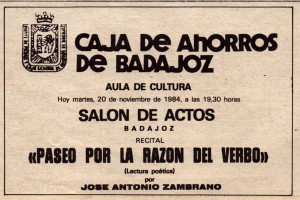 CAJA DE AhORROS
DE BADAJOZ
AULA DE CULTURA
Hoy martes, 20 de noviembre de 1984, a las 19,30 horas
SALON DE ACTOS
BADAJOZ
RECITAL
«PASEO POR LA RAZON DEL VERBO»
(Lectura poética)
por
JOSE ANTONIO ZAMBRANO